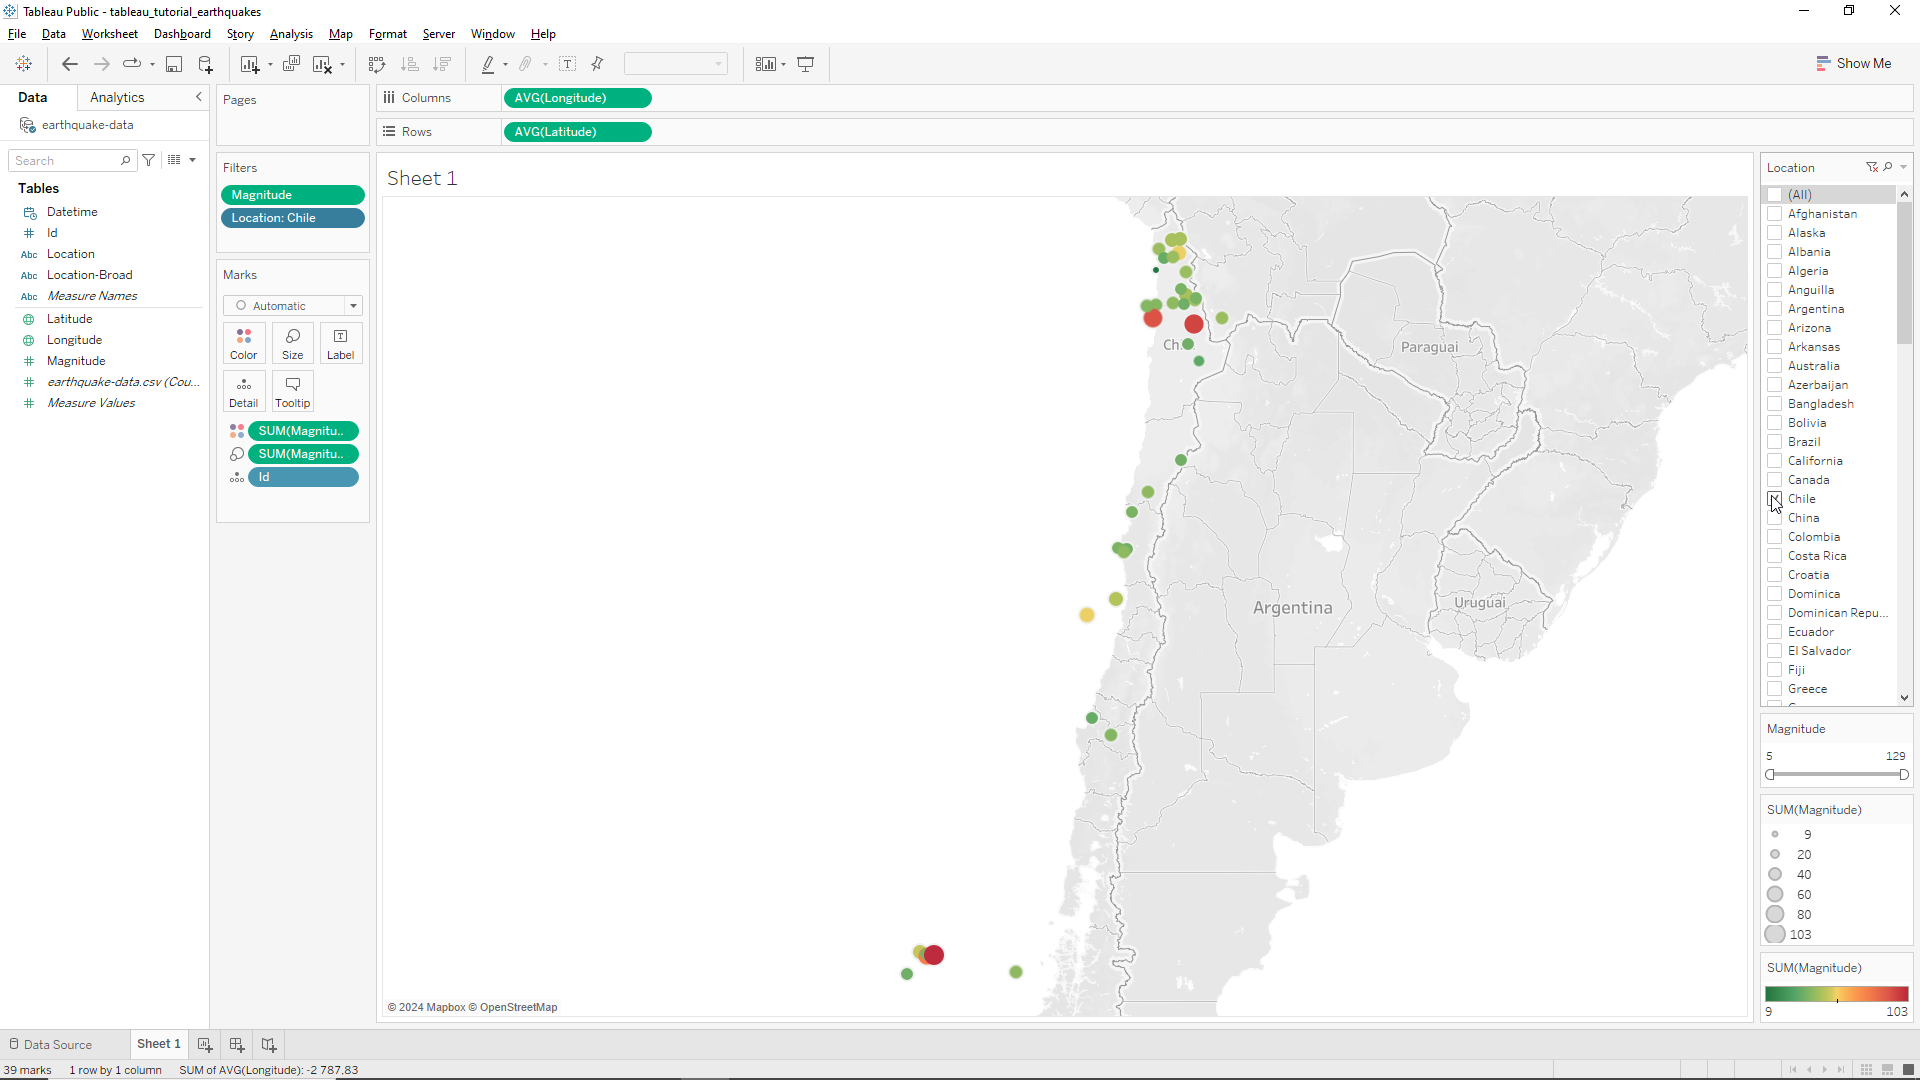 Tableau Public - tableau_tutorial_earthquakes
File Data Worksheet Dashboard Story Analysis Map Format Server Window Help
Show Me
Data Analytics
earthquake-data
Search
Tables
Datetime
Id
Abc Location
Abc Location-Broad
Abc Measure Names
Latitude
Longitude
Magnitude
earthquake-data.csv (Cou...
Measure Values
Pages
Filters
Magnitude
Location: Chile
Marks
Automatic
Color Size Label
Detail Tooltip
SUM(Magnitu..
SUM(Magnitu..
Id
Columns AVG(Longitude)
Rows AVG(Latitude)
Sheet 1
Ch...
Paraguai
Argentina
Uruguai
© 2024 Mapbox © OpenStreetMap
Location
(All)
Afghanistan
Alaska
Albania
Algeria
Anguilla
Argentina
Arizona
Arkansas
Australia
Azerbaijan
Bangladesh
Bolivia
Brazil
California
Canada
Chile
China
Colombia
Costa Rica
Croatia
Dominica
Dominican Repu...
Ecuador
El Salvador
Fiji
Greece
Magnitude
5 129
SUM(Magnitude)
9
20
40
60
80
103
SUM(Magnitude)
9 103
Data Source Sheet 1
39 marks 1 row by 1 column SUM of AVG(Longitude): -2 787,83